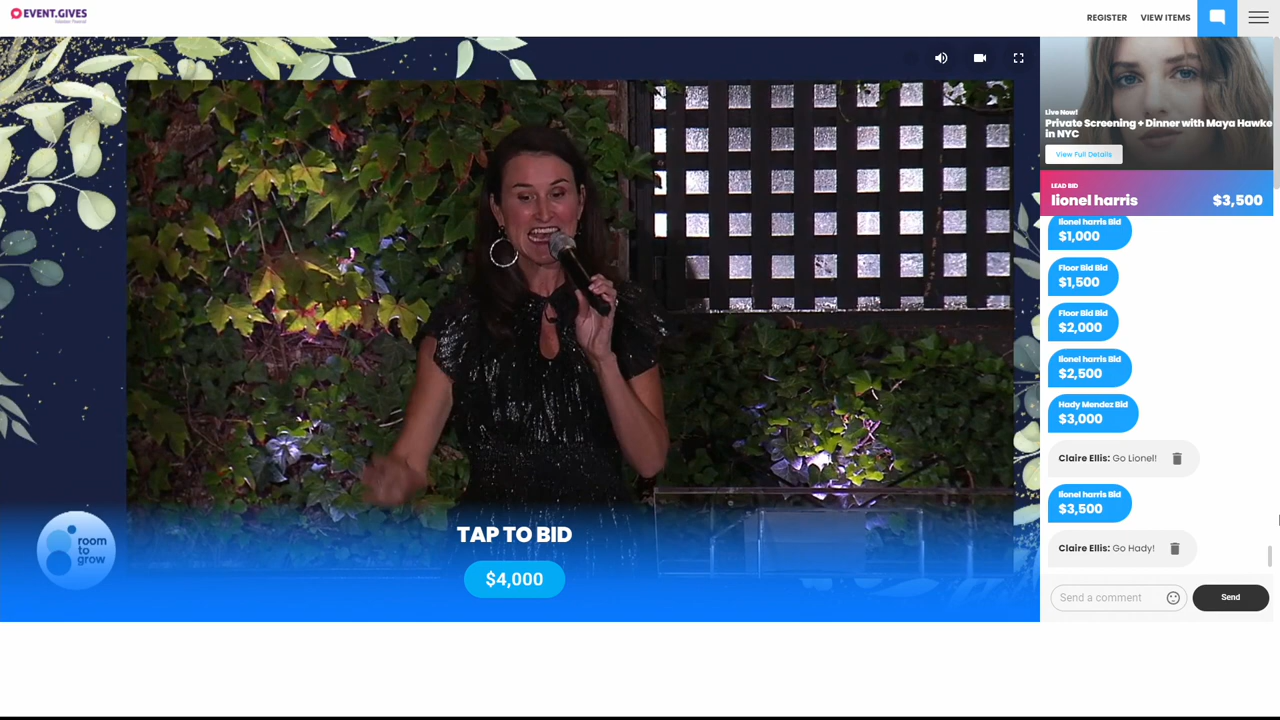 EVENT.GIVES
REGISTER
VIEW ITEMS
Live Now!
Private Screening + Dinner with Maya Hawke
in NYC
View Full Details
LEAD BID
lionel harris
$3,500
lionel harris Bid
$1,000
Floor Bid Bid
$1,500
Floor Bid Bid
$2,000
lionel harris Bid
$2,500
Hady Mendez Bid
$3,000
Claire Ellis: Go Lionel!
lionel harris Bid
$3,500
Claire Ellis: Go Hady!
Send a comment
Send
TAP TO BID
$4,000
room
to
grow